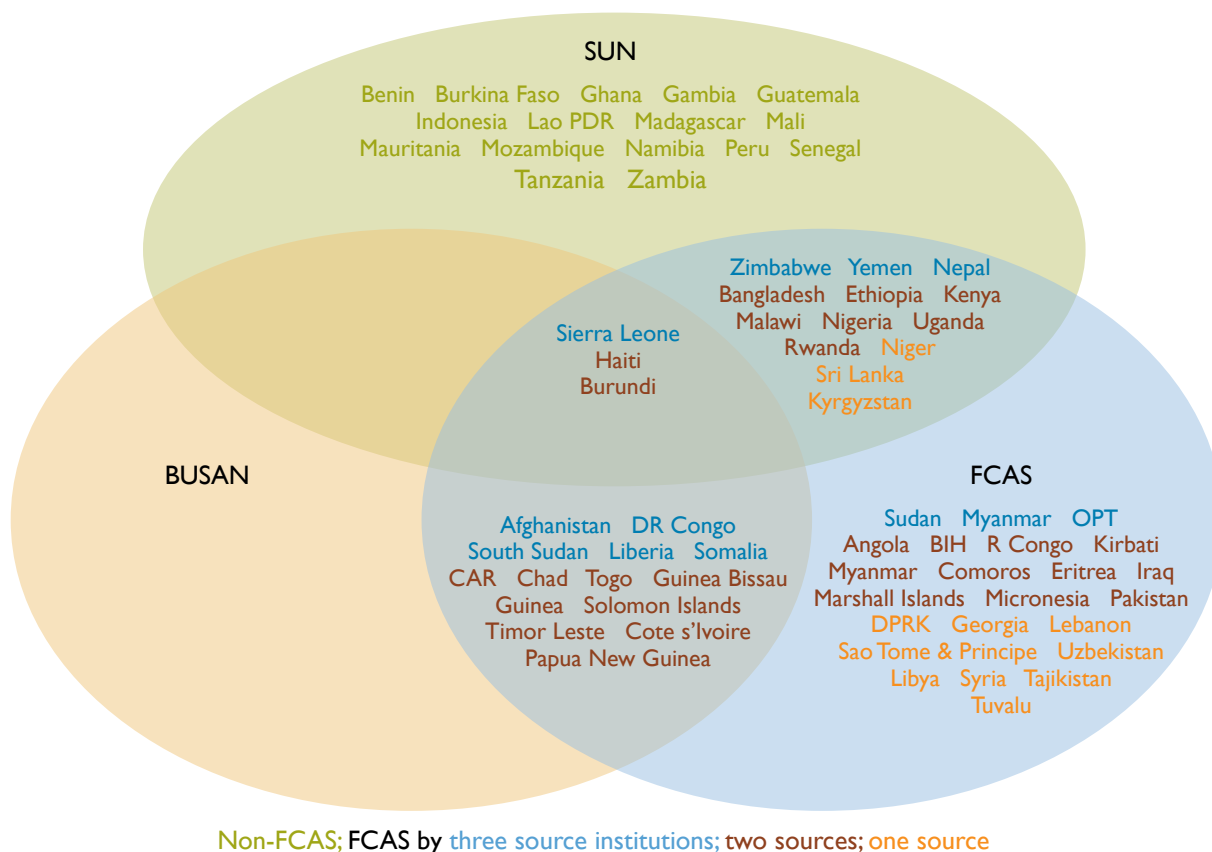 SUN
Benin Burkina Faso Ghana Gambia Guatemala
Indonesia Lao PDR Madagascar Mali
Mauritania Mozambique Namibia Peru Senegal
Tanzania Zambia
Zimbabwe Yemen Nepal
Bangladesh Ethiopia Kenya
Malawi Nigeria Uganda
Rwanda Niger
Sri Lanka
Kyrgyzstan
Sierra Leone
Haiti
Burundi
BUSAN
FCAS
Afghanistan DR Congo
South Sudan Liberia Somalia
CAR Chad Togo Guinea Bissau
Guinea Solomon Islands
Timor Leste Cote s'Ivoire
Papua New Guinea
Sudan Myanmar OPT
Angola BIH R Congo Kirbati
Myanmar Comoros Eritrea Iraq
Marshall Islands Micronesia Pakistan
DPRK Georgia Lebanon
Sao Tome & Principe Uzbekistan
Libya Syria Tajikistan
Tuvalu
Non-FCAS; FCAS by three source institutions; two sources; one source